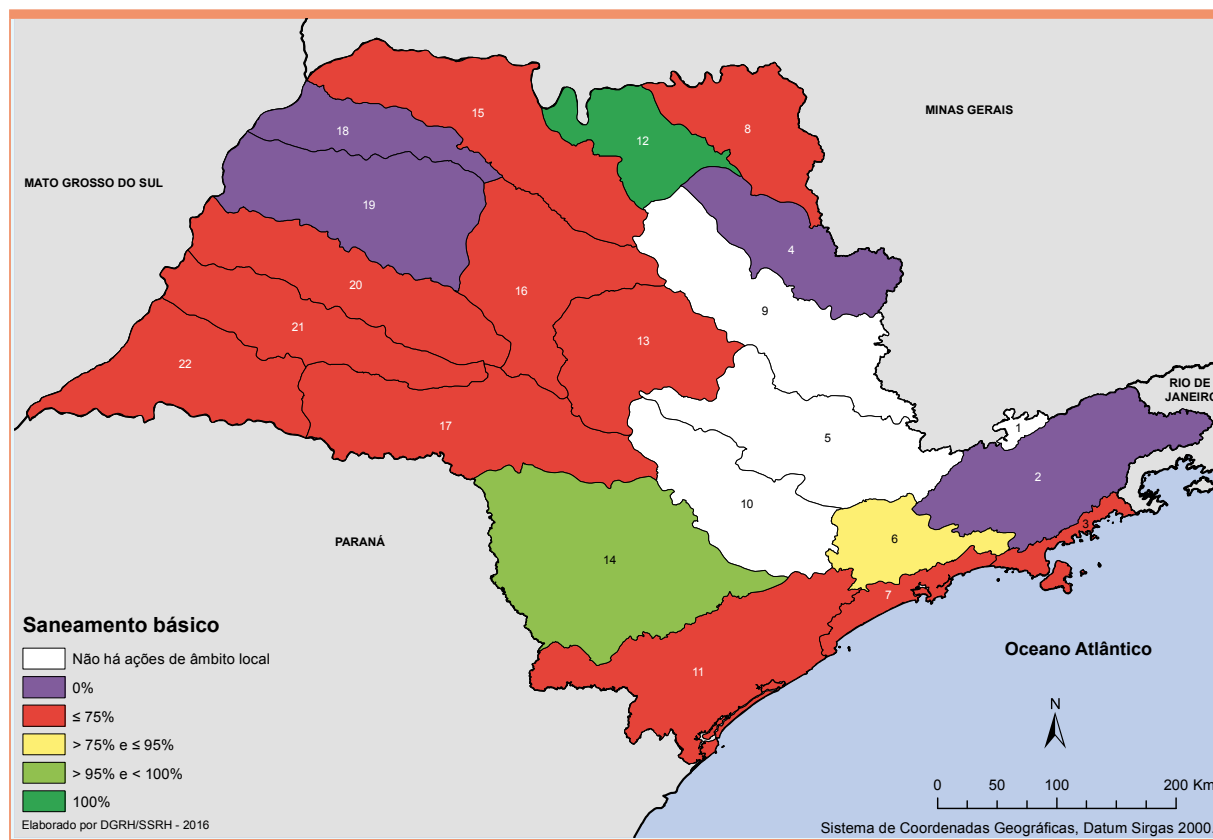 15
MINAS GERAIS
8
18
12
MATO GROSSO DO SUL
19
4
20
16
9
21
13
22
RIO DE
JANEIRO
17
1
5
2
10
3
PARANÁ
6
14
7
Saneamento básico
Não há ações de âmbito local
0%
≤ 75%
> 75% e ≤ 95%
> 95% e < 100%
100%
Elaborado por DGRH/SSRH - 2016
11
Oceano Atlântico
N
0 50 100 200 Km
Sistema de Coordenadas Geográficas, Datum Sirgas 2000